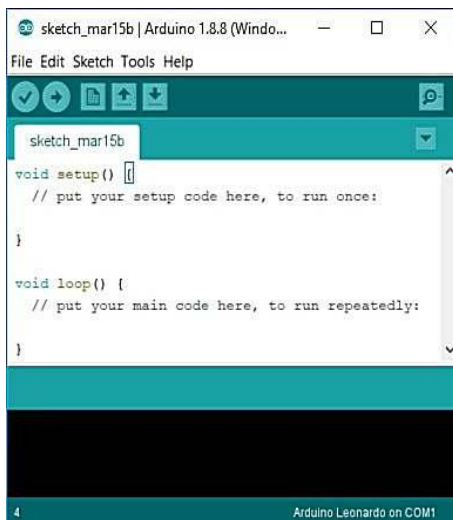 sketch_mar15b | Arduino 1.8.8 (Windo...
File Edit Sketch Tools Help
sketch_mar15b
void setup() {
  // put your setup code here, to run once:
}
void loop() {
  // put your main code here, to run repeatedly:
}
4 Arduino Leonardo on COM1